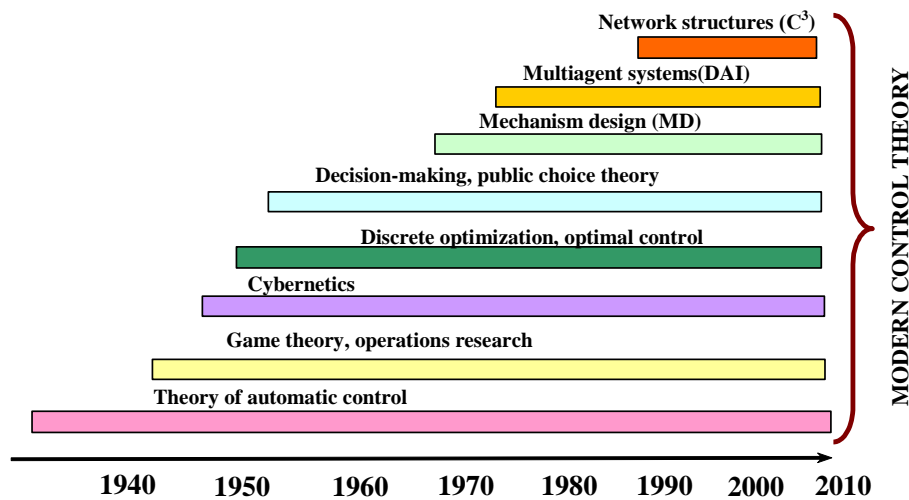 Network structures (C³)
Multiagent systems(DAI)
Mechanism design (MD)
Decision-making, public choice theory
Discrete optimization, optimal control
Cybernetics
Game theory, operations research
Theory of automatic control
1940 1950 1960 1970 1980 1990 2000 2010
MODERN CONTROL THEORY